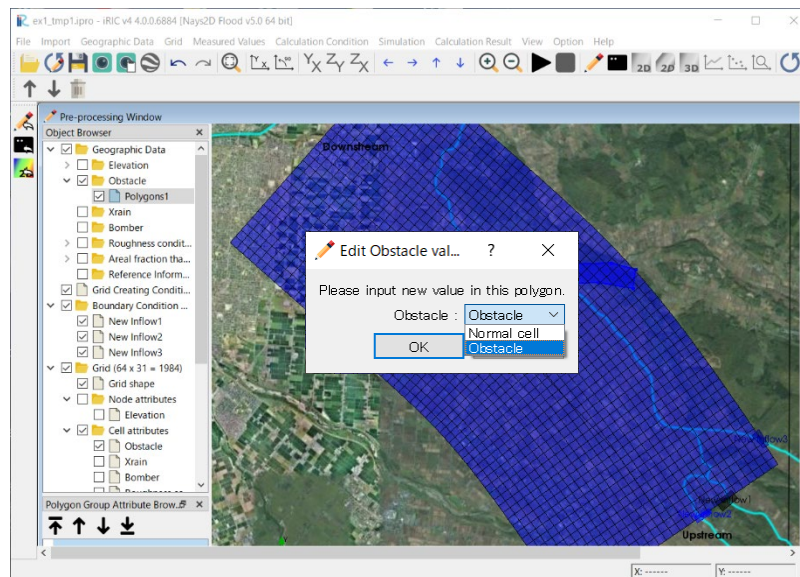 ex1_tmp1.ipro - iRIC v4 4.0.0.6884 [Nays2D Flood v5.0 64 bit]
File Import Geographic Data Grid Measured Values Calculation Condition Simulation Calculation Result View Option Help
Pre-processing Window
Object Browser
Geographic Data
Elevation
Obstacle
Polygons1
Xrain
Bomber
Roughness condit...
Areal fraction tha...
Reference Inform...
Grid Creating Conditi...
Boundary Condition ...
New Inflow1
New Inflow2
New Inflow3
Grid (64 x 31 = 1984)
Grid shape
Node attributes
Elevation
Cell attributes
Obstacle
Xrain
Bomber
Polygon Group Attribute Brow...
Downstream
Edit Obstacle val... ?
Please input new value in this polygon.
Obstacle : Obstacle
Normal cell
Obstacle
OK
Upstream
X: ------
Y: ------